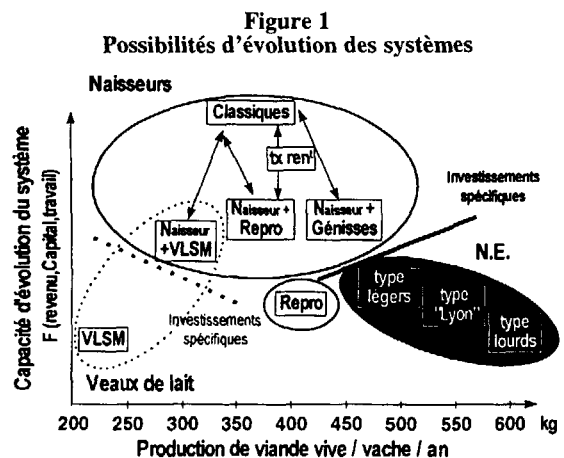 Figure 1
Possibilités d'évolution des systèmes
Naisseurs
Classiques
tx renᵗ
Naisseur
+VLSM
Naisseur +
Repro
Naisseur +
Génisses
Investissements
spécifiques
N.E.
type
légers
type
"Lyon"
type
lourds
Repro
Investissements
spécifiques
VLSM
Veaux de lait
Capacité d'évolution du système
F (revenu,Capital,travail)
200 250 300 350 400 450 500 550 600 kg
Production de viande vive / vache / an